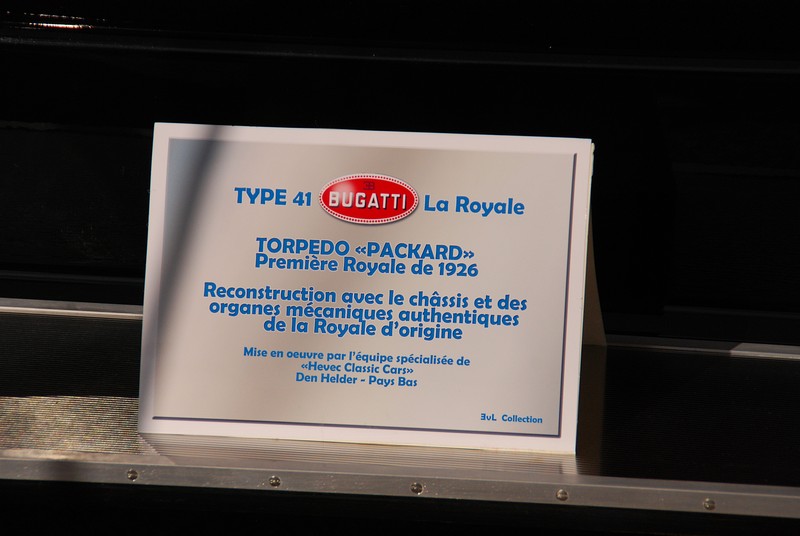 TYPE 41 BUGATTI La Royale
TORPEDO «PACKARD»
Première Royale de 1926
Reconstruction avec le châssis et des
organes mécaniques authentiques
de la Royale d'origine
Mise en oeuvre par l'équipe spécialisée de
«Hevec Classic Cars»
Den Helder - Pays Bas
3vL Collection